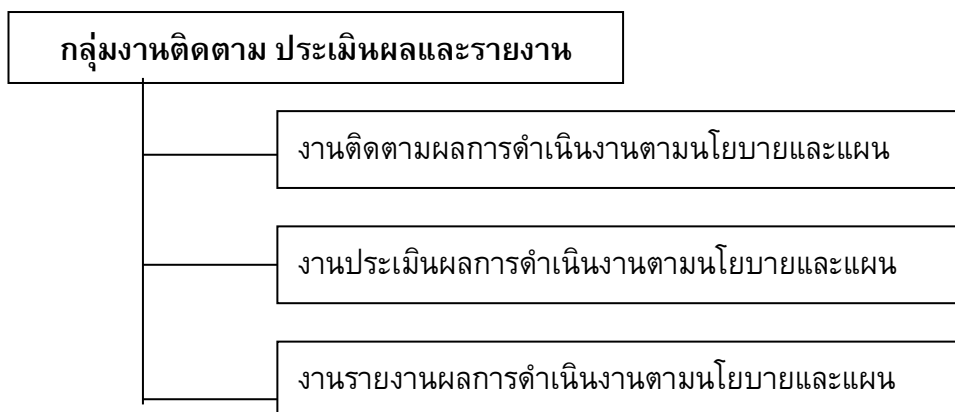 กลุ่มงานติดตาม ประเมินผลและรายงาน
งานติดตามผลการดำเนินงานตามนโยบายและแผน
งานประเมินผลการดำเนินงานตามนโยบายและแผน
งานรายงานผลการดำเนินงานตามนโยบายและแผน